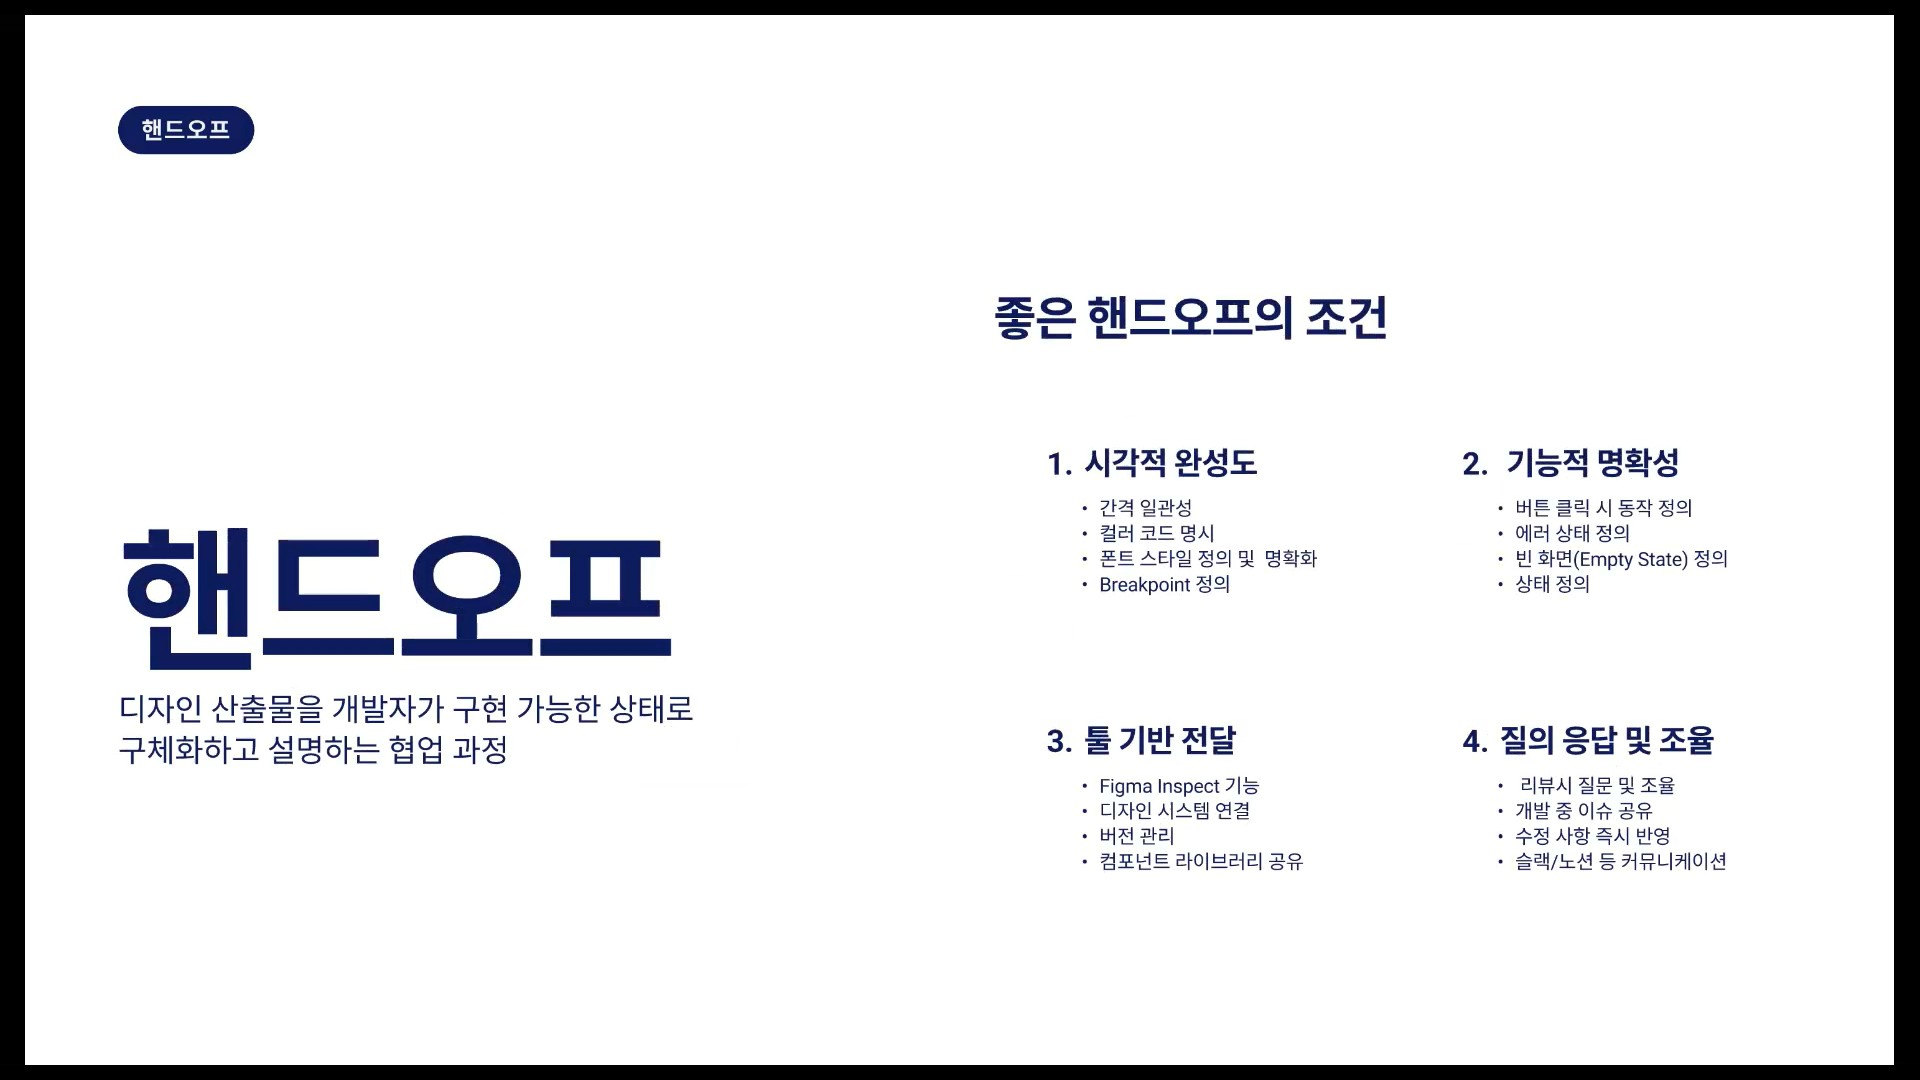 핸드오프
핸드오프
디자인 산출물을 개발자가 구현 가능한 상태로
구체화하고 설명하는 협업 과정
좋은 핸드오프의 조건
1. 시각적 완성도
• 간격 일관성
• 컬러 코드 명시
• 폰트 스타일 정의 및 명확화
• Breakpoint 정의
2. 기능적 명확성
• 버튼 클릭 시 동작 정의
• 에러 상태 정의
• 빈 화면(Empty State) 정의
• 상태 정의
3. 툴 기반 전달
• Figma Inspect 기능
• 디자인 시스템 연결
• 버전 관리
• 컴포넌트 라이브러리 공유
4. 질의 응답 및 조율
• 리뷰시 질문 및 조율
• 개발 중 이슈 공유
• 수정 사항 즉시 반영
• 슬랙/노션 등 커뮤니케이션